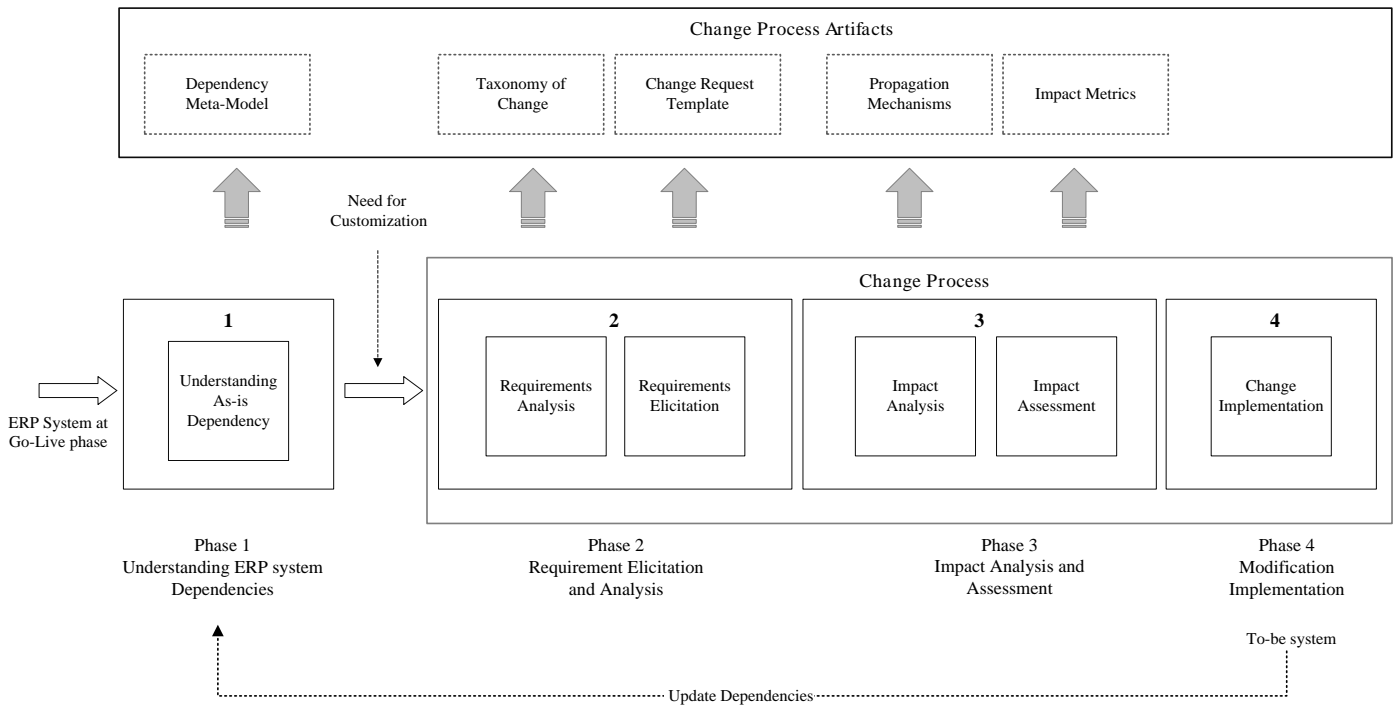 Change Process Artifacts
Dependency
Meta-Model
Taxonomy of
Change
Change Request
Template
Propagation
Mechanisms
Impact Metrics
Need for
Customization
Change Process
1
2
3
4
Understanding
As-is
Dependency
Requirements
Analysis
Requirements
Elicitation
Impact
Analysis
Impact
Assessment
Change
Implementation
ERP System at
Go-Live phase
Phase 1
Understanding ERP system
Dependencies
Phase 2
Requirement Elicitation
and Analysis
Phase 3
Impact Analysis and
Assessment
Phase 4
Modification
Implementation
To-be system
Update Dependencies